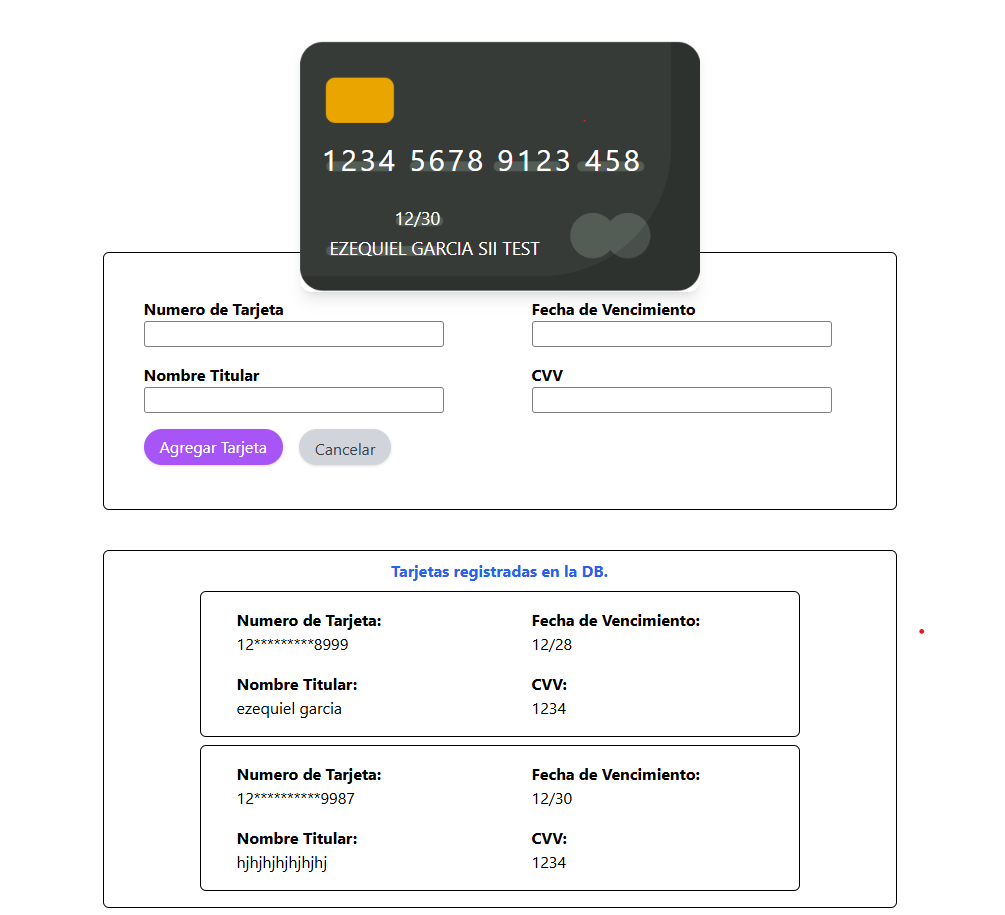 1234 5678 9123 458
12/30
EZEQUIEL GARCIA SII TEST
Numero de Tarjeta Fecha de Vencimiento
Nombre Titular CVV
Agregar Tarjeta Cancelar
Tarjetas registradas en la DB.
Numero de Tarjeta: Fecha de Vencimiento:
12*********8999 12/28
Nombre Titular: CVV:
ezequiel garcia 1234
Numero de Tarjeta: Fecha de Vencimiento:
12**********9987 12/30
Nombre Titular: CVV:
hjhjhjhjhjhjhj 1234